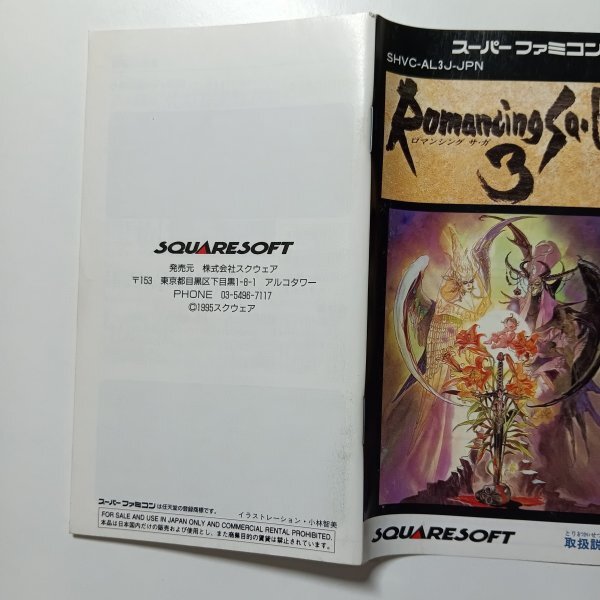 SQUARESOFT
発売元 株式会社スクウェア
〒153 東京都目黒区下目黒1-8-1 アルコタワー
PHONE 03-5496-7117
©1995スクウェア
スーパーファミコンは任天堂の登録商標です。
イラストレーション・小林智美
FOR SALE AND USE IN JAPAN ONLY AND COMMERCIAL RENTAL PROHIBITED.
本品は日本国内だけの販売および使用とし、また商業目的の賃貸は禁止されています。
スーパーファミコン
SHVC-AL3J-JPN
Romancing Sa・G
ロマンシング サ・ガ
3
SQUARESOFT
とりあつかいせつ
取扱説